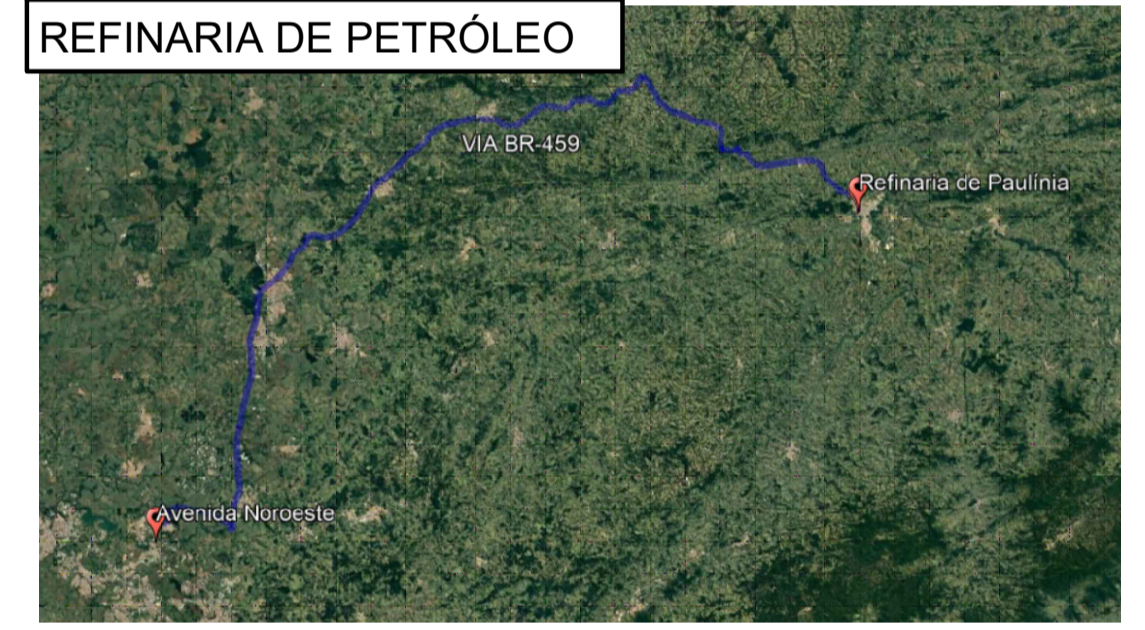 REFINARIA DE PETRÓLEO
VIA BR-459
Refinaria de Paulínia
Avenida Noroeste